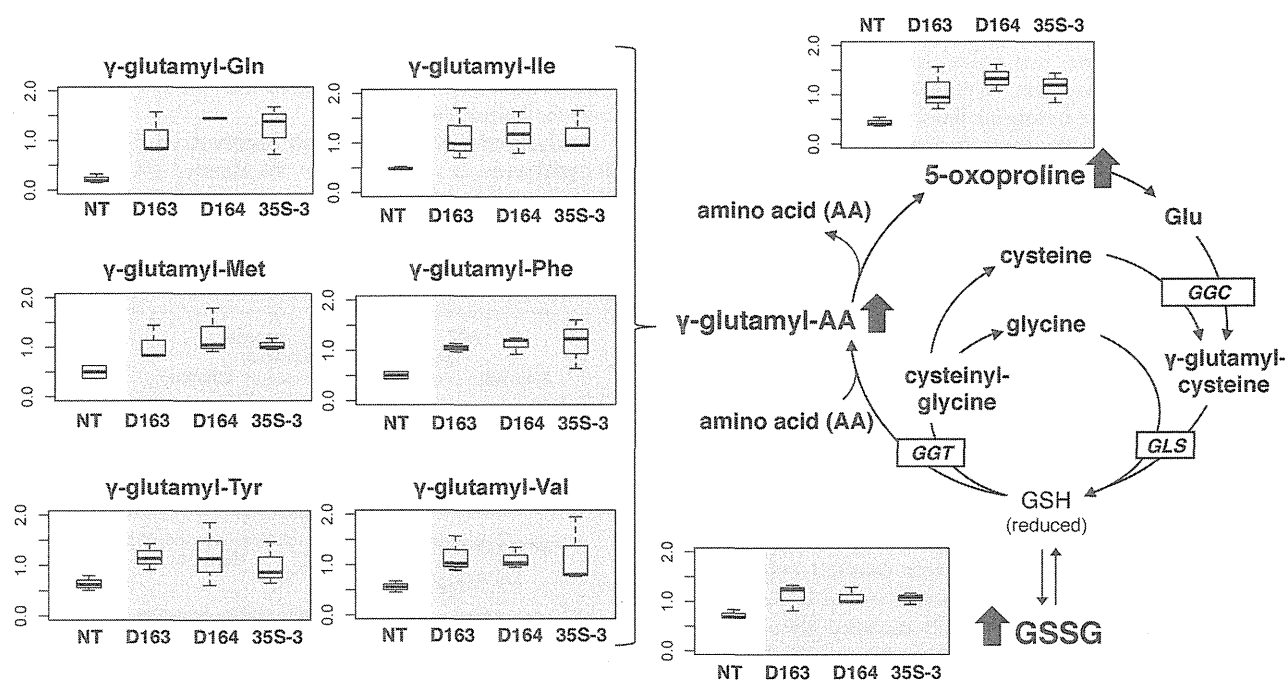 γ-glutamyl-Gln
2.0
1.0
0.0
NT D163 D164 35S-3
γ-glutamyl-Ile
2.0
1.0
0.0
NT D163 D164 35S-3
γ-glutamyl-Met
2.0
1.0
0.0
NT D163 D164 35S-3
γ-glutamyl-Phe
2.0
1.0
0.0
NT D163 D164 35S-3
γ-glutamyl-Tyr
2.0
1.0
0.0
NT D163 D164 35S-3
γ-glutamyl-Val
2.0
1.0
0.0
NT D163 D164 35S-3
NT D163 D164 35S-3
2.0
1.0
0.0
5-oxoproline
amino acid (AA)
Glu
cysteine
GGC
γ-glutamyl-AA
glycine
γ-glutamyl-
cysteine
cysteinyl-
glycine
amino acid (AA)
GGT
GLS
GSH
(reduced)
2.0
1.0
0.0
NT D163 D164 35S-3
GSSG